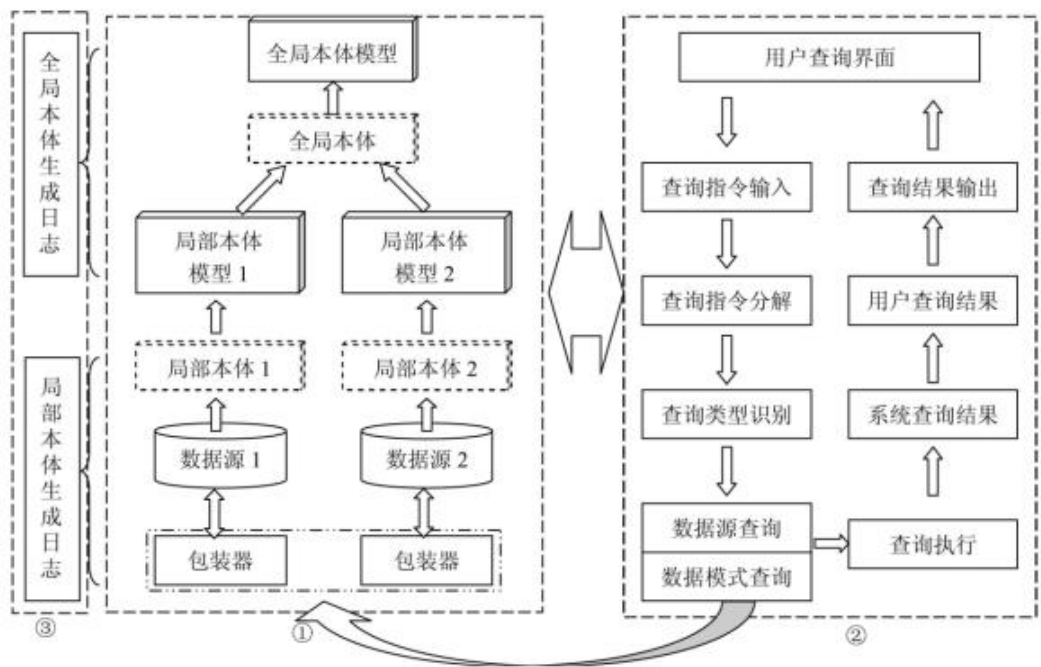 全局本体生成日志
局部本体生成日志
③
全局本体模型
全局本体
局部本体
模型 1
局部本体
模型 2
局部本体 1
局部本体 2
数据源 1
数据源 2
包装器
包装器
①
用户查询界面
查询指令输入
查询结果输出
查询指令分解
用户查询结果
查询类型识别
系统查询结果
数据源查询
数据模式查询
查询执行
②